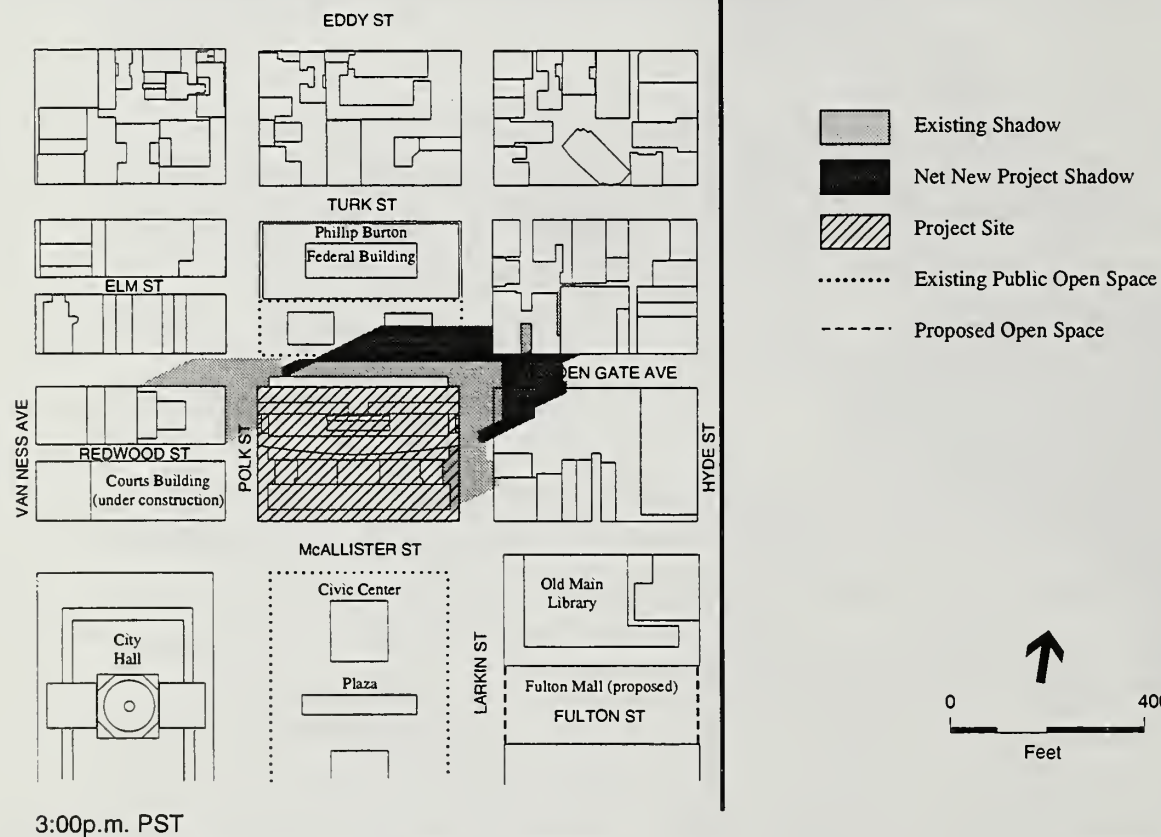 EDDY ST
TURK ST
Phillip Burton
Federal Building
ELM ST
DEN GATE AVE
VAN NESS AVE
REDWOOD ST
POLK ST
HYDE ST
Courts Building
(under construction)
McALLISTER ST
Civic Center
Old Main
Library
City
Hall
Plaza
LARKIN ST
Fulton Mall (proposed)
FULTON ST
3:00p.m. PST
Existing Shadow
Net New Project Shadow
Project Site
Existing Public Open Space
Proposed Open Space
0
400
Feet